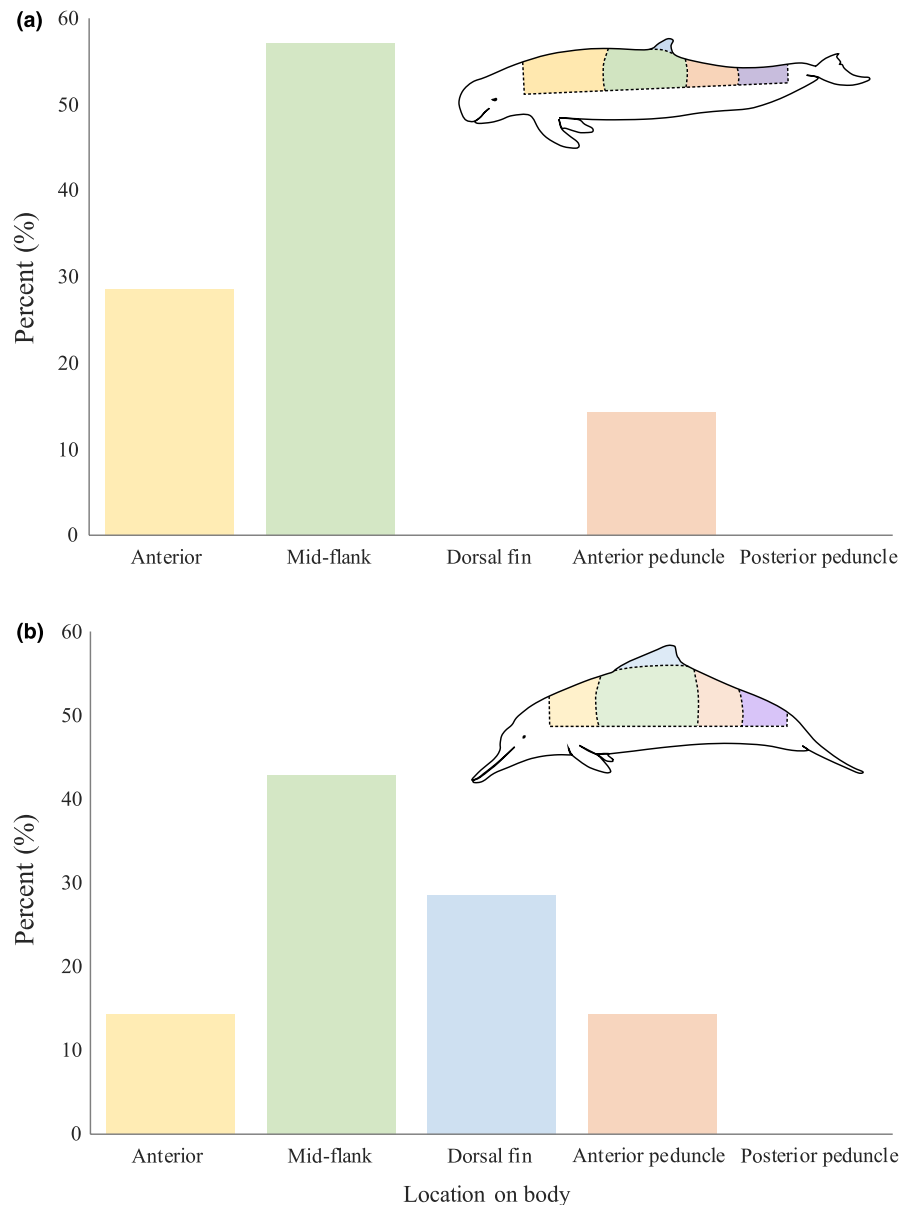 (a)
60
50
40
30
20
10
0
Percent (%)
Anterior Mid-flank Dorsal fin Anterior peduncle Posterior peduncle
(b)
60
50
40
30
20
10
0
Percent (%)
Anterior Mid-flank Dorsal fin Anterior peduncle Posterior peduncle
Location on body